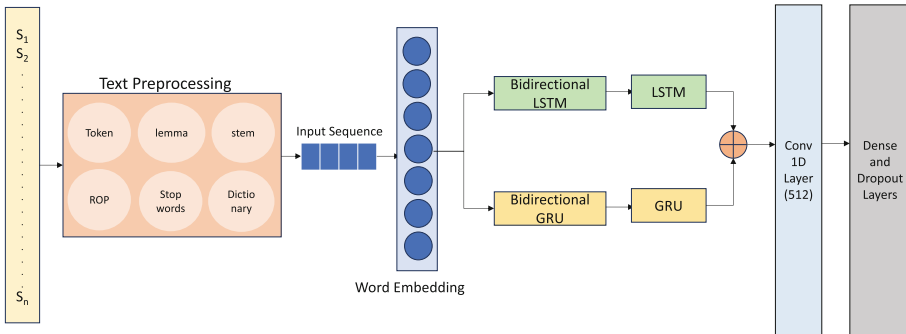 S1
S2
Sn
Text Preprocessing
Token
lemma
stem
ROP
Stop
words
Dictio
nary
Input Sequence
Word Embedding
Bidirectional
LSTM
LSTM
Bidirectional
GRU
GRU
Conv
1D
Layer
(512)
Dense
and
Dropout
Layers